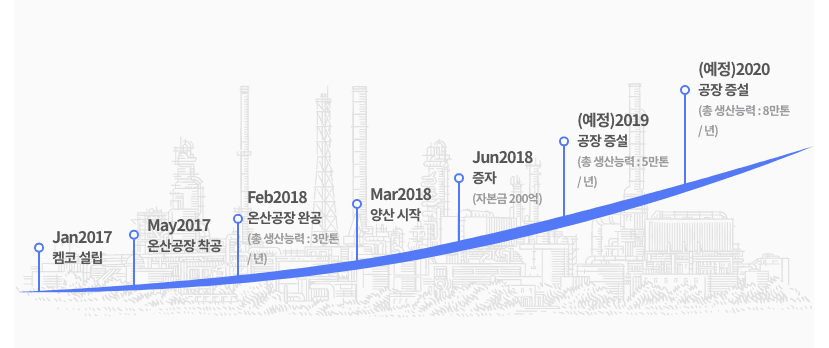 Jan2017
켐코 설립
May2017
온산공장 착공
Feb2018
온산공장 완공
(총 생산능력 : 3만톤
/ 년)
Mar2018
양산 시작
Jun2018
증자
(자본금 200억)
(예정)2019
공장 증설
(총 생산능력 : 5만톤
/ 년)
(예정)2020
공장 증설
(총 생산능력 : 8만톤
/ 년)